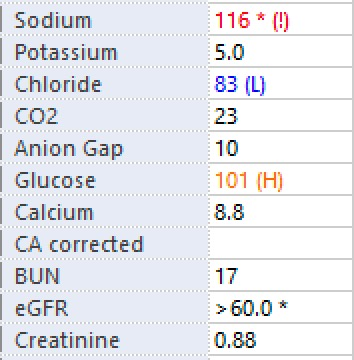 Sodium 116 * (!)
Potassium 5.0
Chloride 83 (L)
CO2 23
Anion Gap 10
Glucose 101 (H)
Calcium 8.8
CA corrected
BUN 17
eGFR >60.0 *
Creatinine 0.88